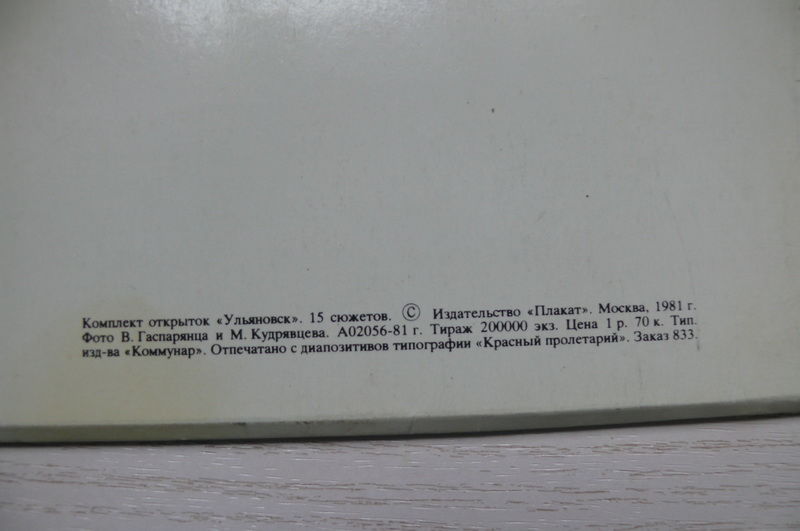 Комплект открыток «Ульяновск». 15 сюжетов. © Издательство «Плакат». Москва, 1981 г.
Фото В. Гаспарянца и М. Кудрявцева. А02056-81 г. Тираж 200000 экз. Цена 1 р. 70 к. Тип.
изд-ва «Коммунар». Отпечатано с диапозитивов типографии «Красный пролетарий». Заказ 833.